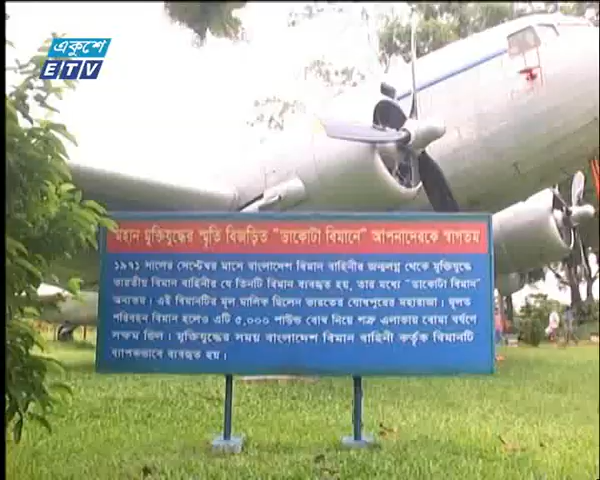 একুশে
ETV
মহান মুক্তিযুদ্ধের স্মৃতি বিজড়িত "ডাকোটা বিমানে" আপনাদেরকে স্বাগতম
১৯৭১ সালের সেপ্টেম্বর মাসে বাংলাদেশ বিমান বাহিনীর জন্মলগ্ন থেকে মুক্তিযুদ্ধে
ভারতীয় বিমান বাহিনীর যে তিনটি বিমান ব্যবহৃত হয়, তার মধ্যে "ডাকোটা বিমান"
অন্যতম। এই বিমানটির মূল মালিক ছিলেন ভারতের যোধপুরের মহারাজা। মূলত
পরিবহন বিমান হলেও এটি ৫,০০০ পাউন্ড বোম্ব নিয়ে শত্রু এলাকায় বোমা বর্ষণে
সক্ষম ছিল। মুক্তিযুদ্ধের সময় বাংলাদেশ বিমান বাহিনী কর্তৃক বিমানটি
ব্যাপকভাবে ব্যবহৃত হয়।